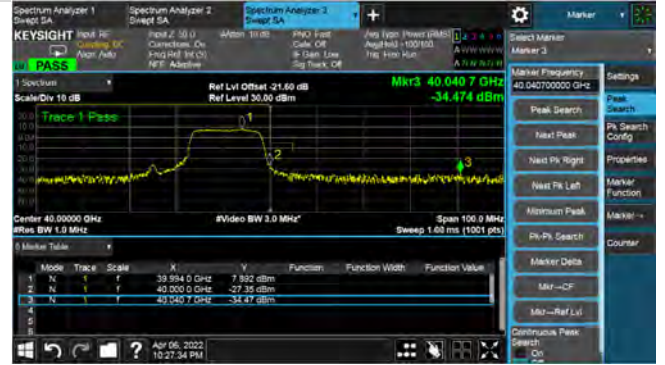 Spectrum Analyzer 1
Swept SA
Spectrum Analyzer 2
Swept SA
Spectrum Analyzer 3
Swept SA
+
Marker
KEYSIGHT
Input: RF
Coupling: DC
Align: Auto
Input Z: 50 Ω
Corrections: On
Freq Ref: Int (S)
NFE: Adaptive
Atten: 10 dB
PNO: Fast
Gate: Off
IF Gain: Low
Sig Track: Off
Avg Type: Power (RMS)
Avg|Hold: >100/100
Trig: Free Run
PASS
Select Marker
Marker 3
1 Spectrum
Scale/Div 10 dB
Ref Lvl Offset -21.60 dB
Ref Level 30.00 dBm
Mkr3 40.040 7 GHz
-34.474 dBm
Trace 1 Pass
1
2
3
Center 40.00000 GHz
#Res BW 1.0 MHz
#Video BW 3.0 MHz*
Span 100.0 MHz
Sweep 1.00 ms (1001 pts)
Marker Frequency
40.040700000 GHz
Peak Search
Next Peak
Next Pk Right
Next Pk Left
Minimum Peak
Pk-Pk Search
Marker Delta
Mkr→CF
Mkr→Ref Lvl
Continuous Peak
Search
On
Off
Settings
Peak
Search
Pk Search
Config
Properties
Marker
Function
Marker→
Counter
Mode Trace Scale X Y Function Function Width Function Value
1 N 1 f 39.994 0 GHz 7.892 dBm
2 N 1 f 40.000 0 GHz -27.35 dBm
3 N 1 f 40.040 7 GHz -34.47 dBm
4
5
6
?
Apr 06, 2022
10:27:34 PM